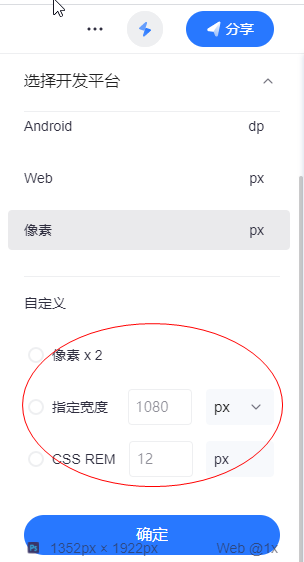 分享
选择开发平台
Android dp
Web px
像素 px
自定义
像素 x 2
指定宽度 1080 px
CSS REM 12 px
确定
Ps 1352px × 1922px Web @1x